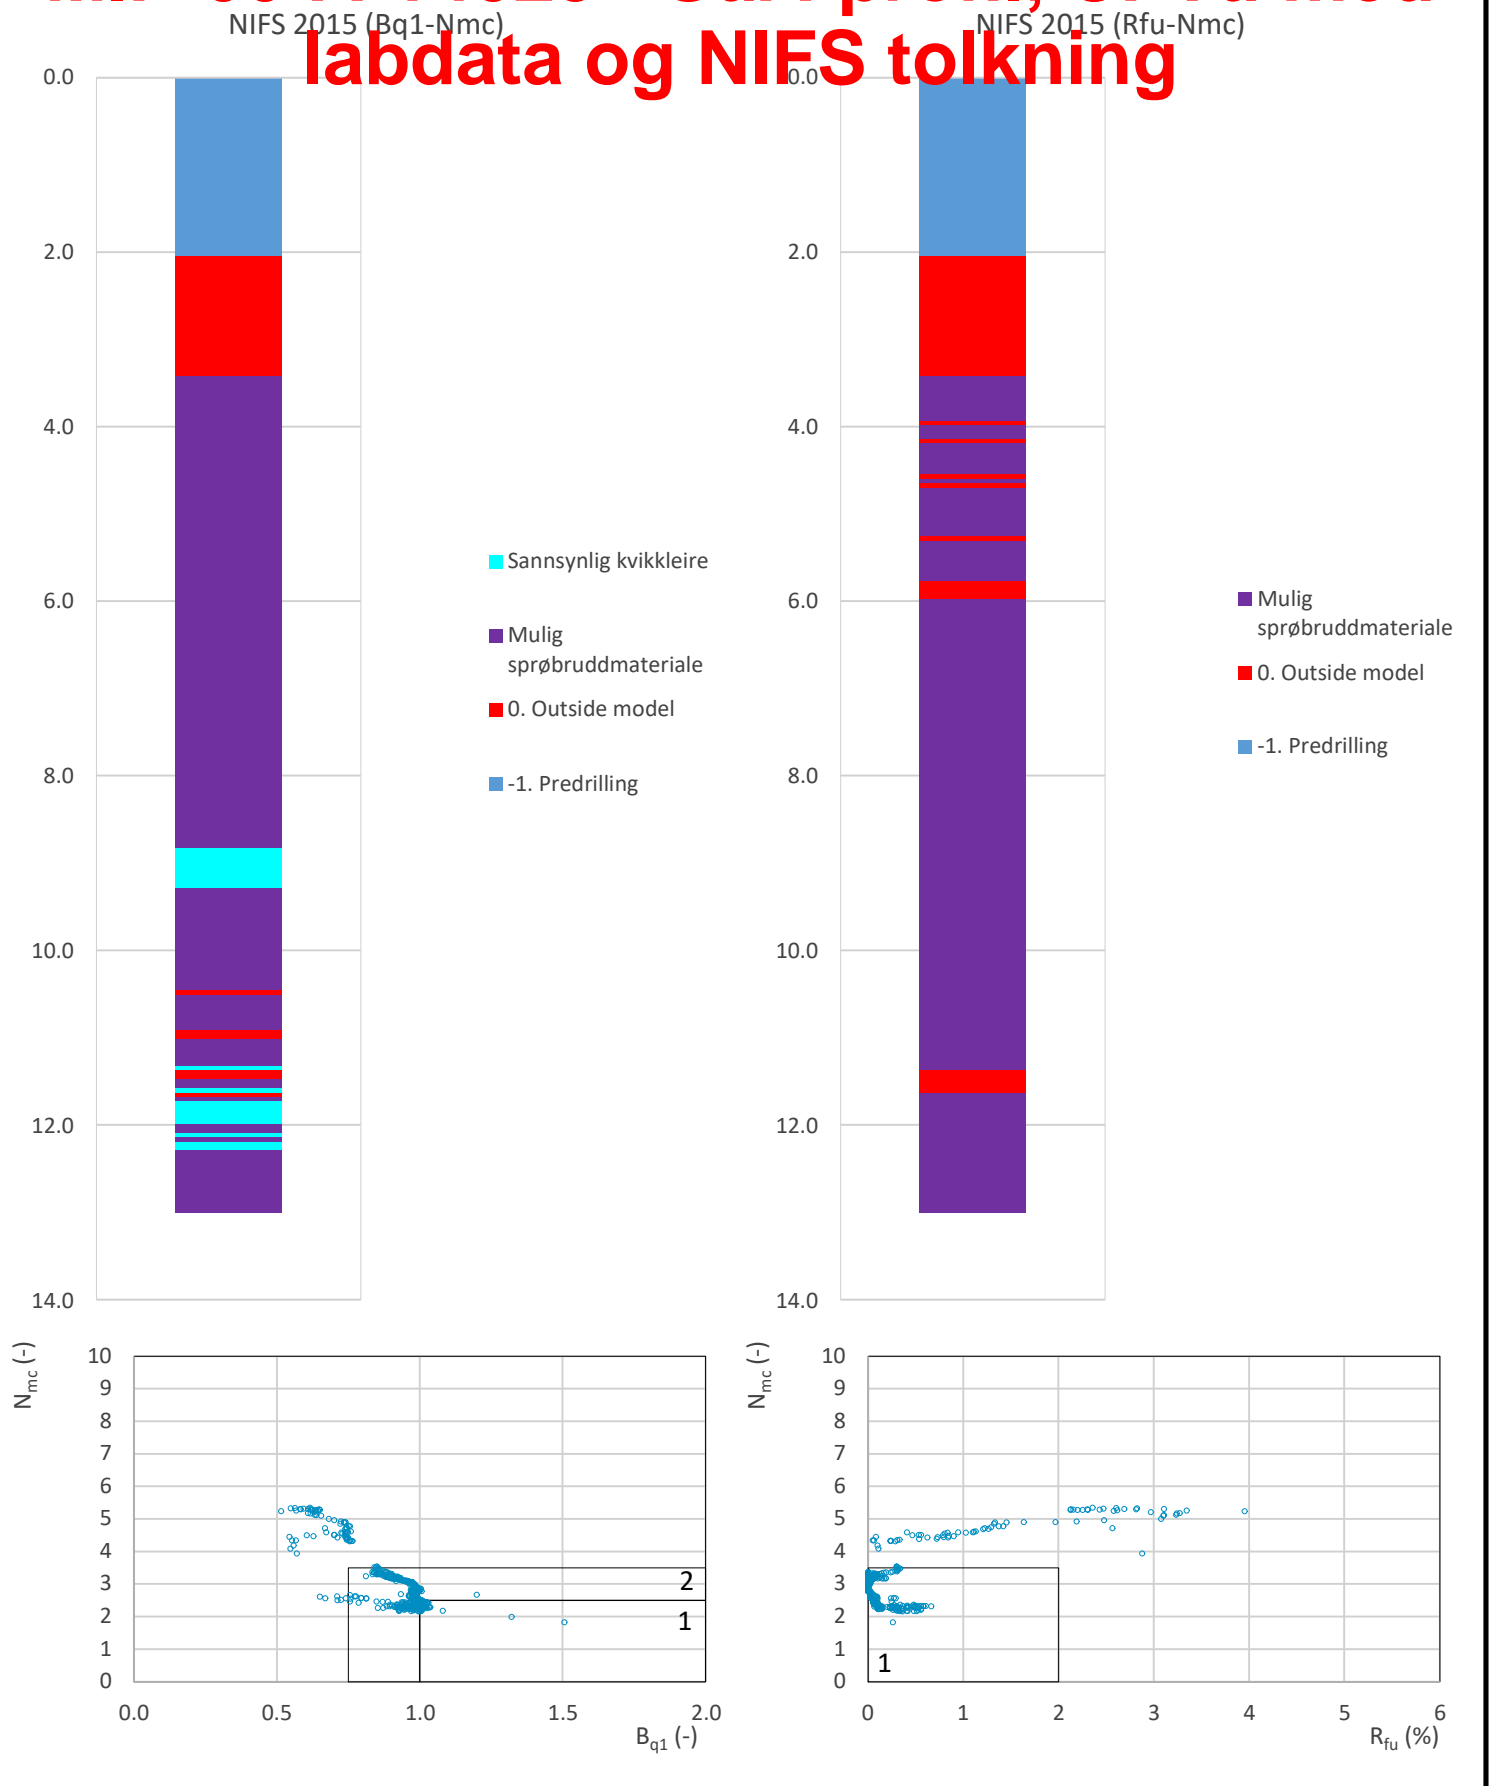 labdata og NIFS tolkning
NIFS 2015 (Bq1-Nmc)
0.0
2.0
4.0
6.0
8.0
10.0
12.0
14.0
Sannsynlig kvikkleire
Mulig
sprøbruddmateriale
0. Outside model
-1. Predrilling
NIFS 2015 (Rfu-Nmc)
0.0
2.0
4.0
6.0
8.0
10.0
12.0
14.0
Mulig
sprøbruddmateriale
0. Outside model
-1. Predrilling
Nmc (-)
10
9
8
7
6
5
4
3
2
1
0
2
1
0.0 0.5 1.0 1.5 2.0
Bq1 (-)
Nmc (-)
10
9
8
7
6
5
4
3
2
1
0
1
0 1 2 3 4 5 6
Rfu (%)